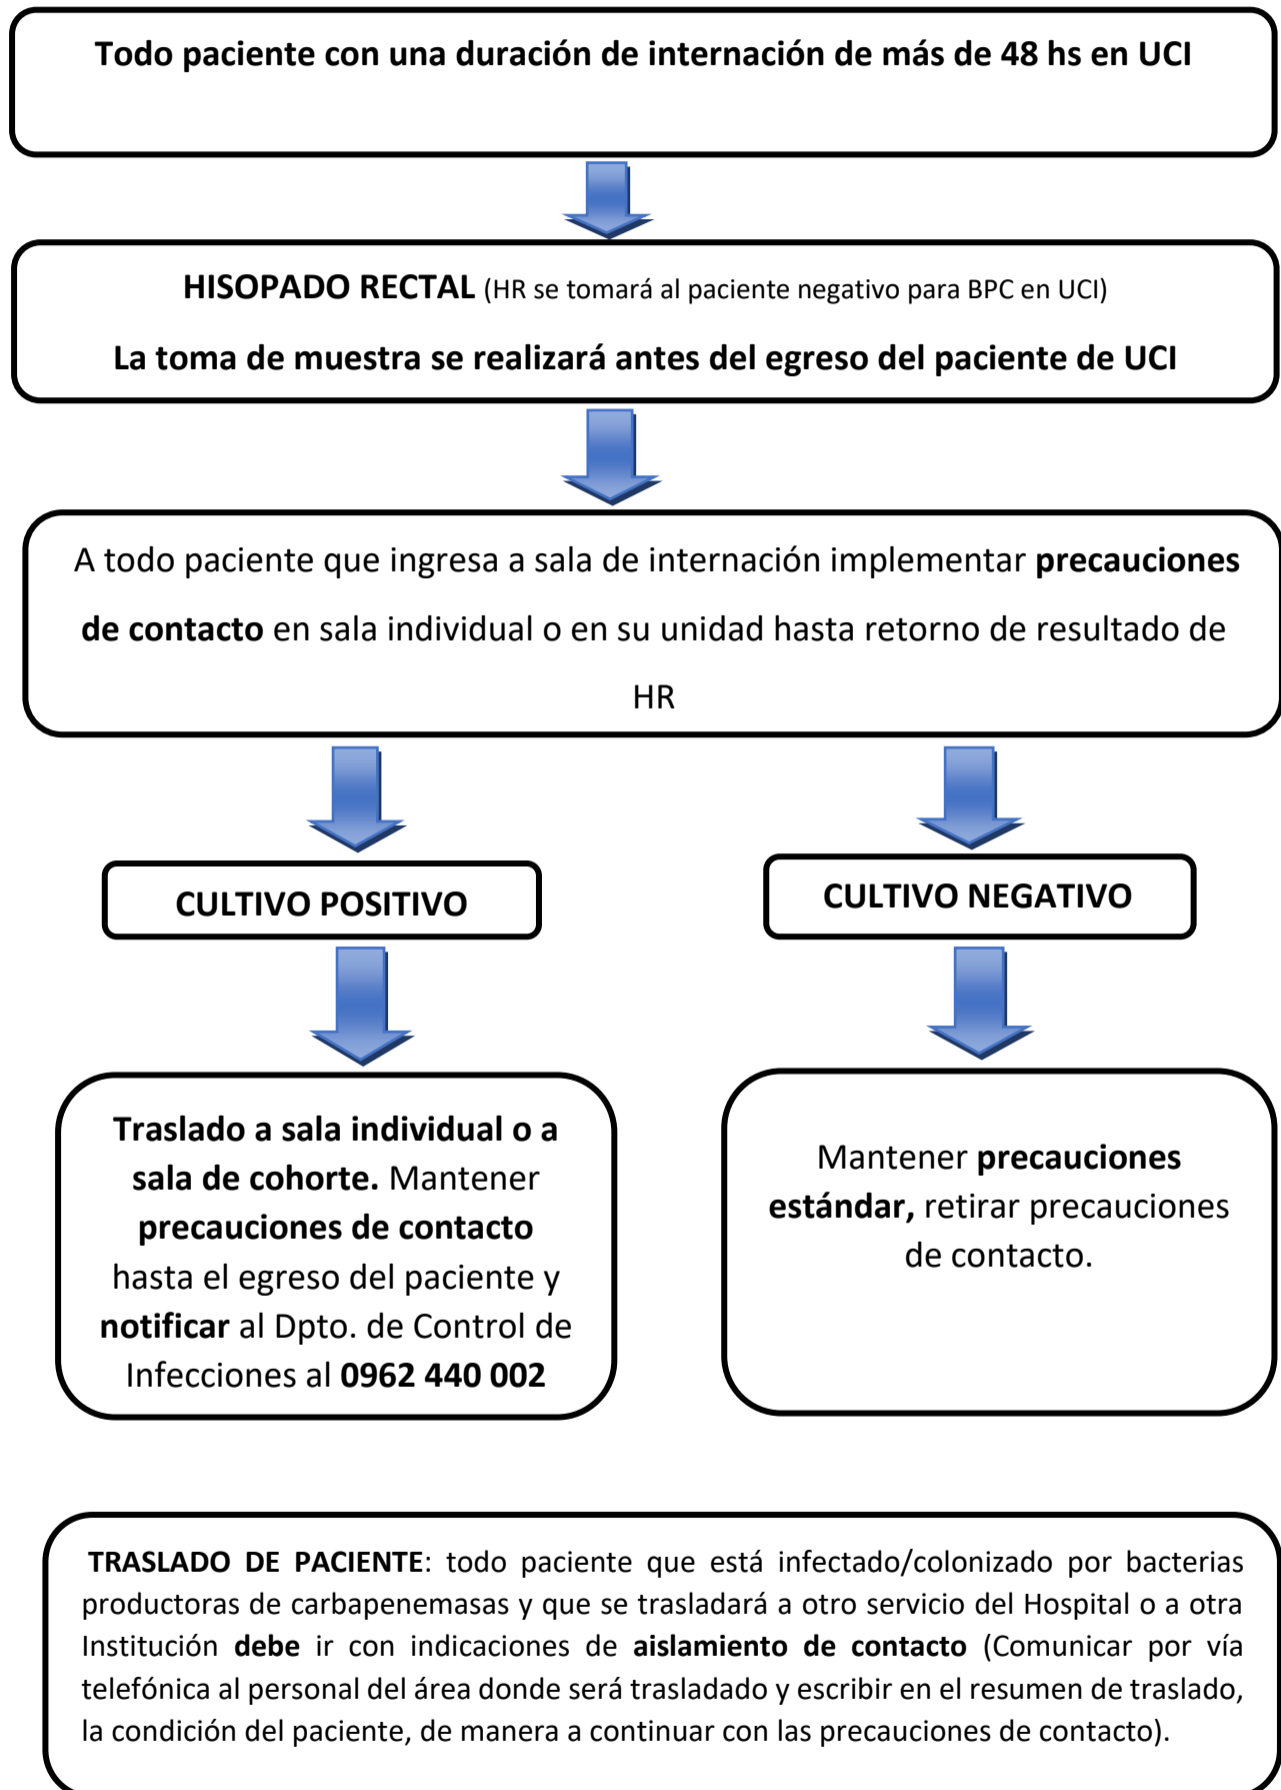 Todo paciente con una duración de internación de más de 48 hs en UCI
HISOPADO RECTAL (HR se tomará al paciente negativo para BPC en UCI)
La toma de muestra se realizará antes del egreso del paciente de UCI
A todo paciente que ingresa a sala de internación implementar precauciones
de contacto en sala individual o en su unidad hasta retorno de resultado de
HR
CULTIVO POSITIVO
CULTIVO NEGATIVO
Traslado a sala individual o a
sala de cohorte. Mantener
precauciones de contacto
hasta el egreso del paciente y
notificar al Dpto. de Control de
Infecciones al 0962 440 002
Mantener precauciones
estándar, retirar precauciones
de contacto.
TRASLADO DE PACIENTE: todo paciente que está infectado/colonizado por bacterias
productoras de carbapenemasas y que se trasladará a otro servicio del Hospital o a otra
Institución debe ir con indicaciones de aislamiento de contacto (Comunicar por vía
telefónica al personal del área donde será trasladado y escribir en el resumen de traslado,
la condición del paciente, de manera a continuar con las precauciones de contacto).